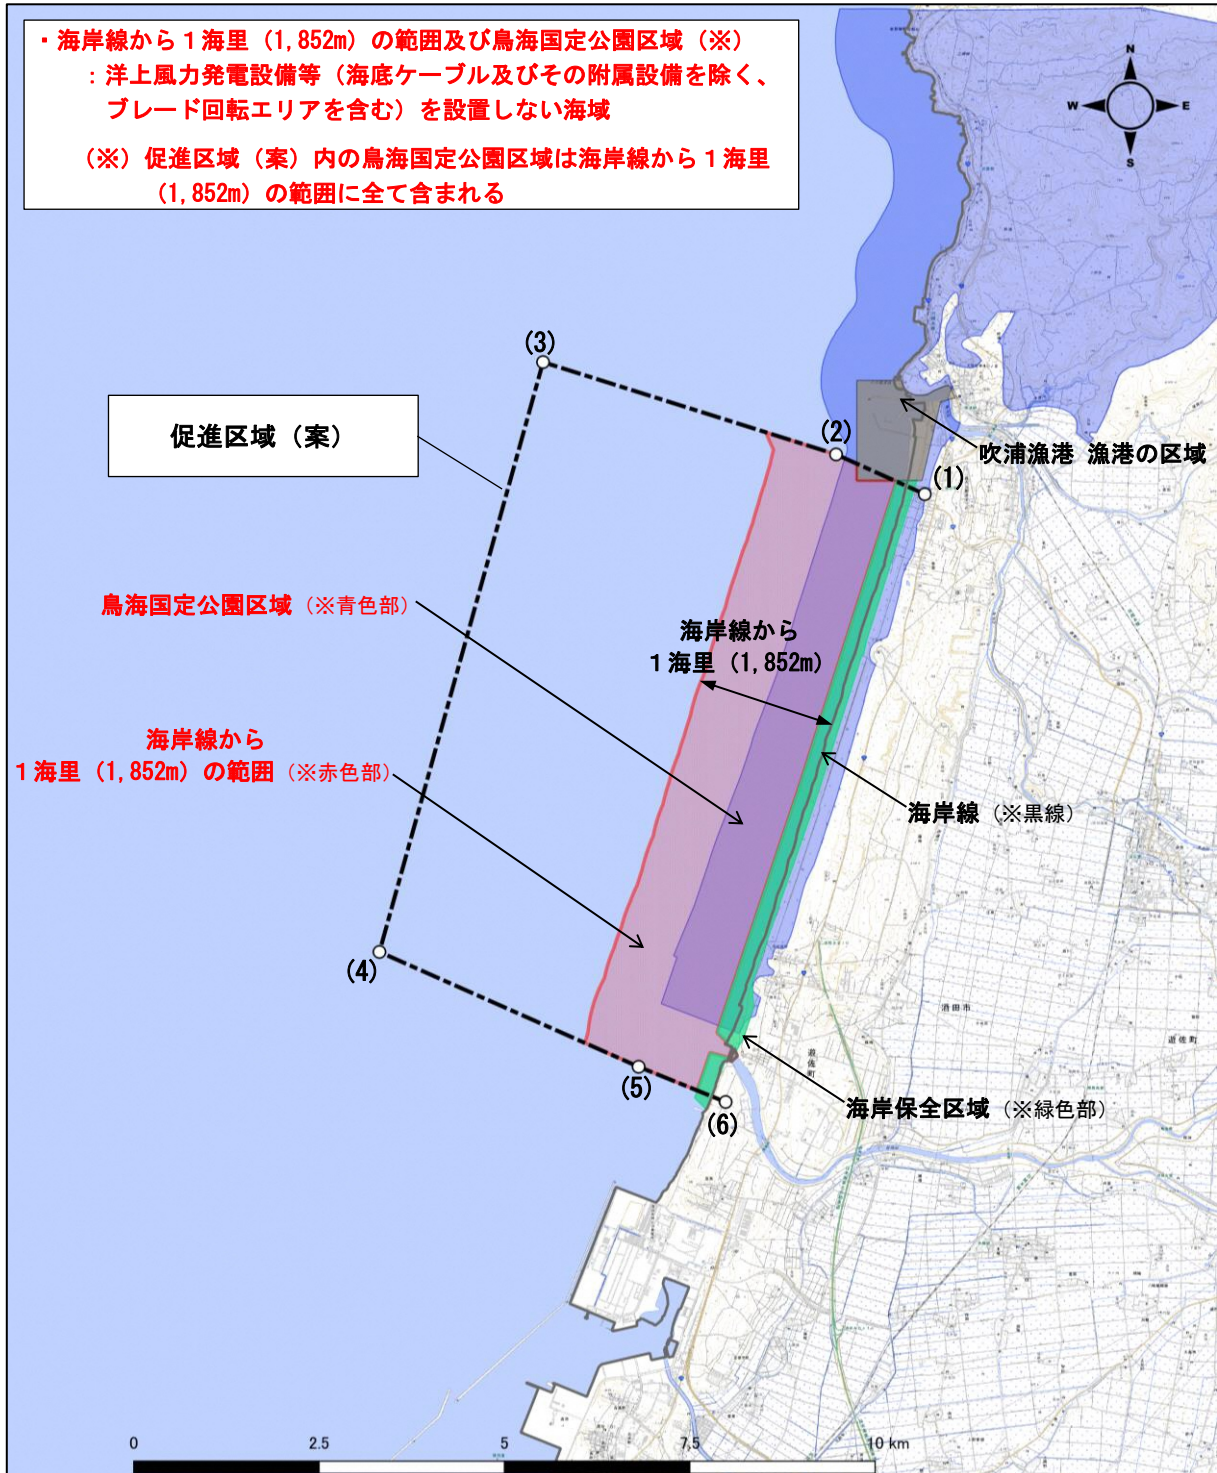 ・海岸線から１海里（1,852m）の範囲及び鳥海国定公園区域（※）
：洋上風力発電設備等（海底ケーブル及びその附属設備を除く、
ブレード回転エリアを含む）を設置しない海域
（※）促進区域（案）内の鳥海国定公園区域は海岸線から１海里
（1,852m）の範囲に全て含まれる
N
W
E
S
(3)
促進区域（案）
(2)
吹浦漁港 漁港の区域
(1)
鳥海国定公園区域（※青色部）
海岸線から
１海里（1,852m）
海岸線から
１海里（1,852m）の範囲（※赤色部）
海岸線（※黒線）
(4)
酒田市
遊佐町
遊佐町
(5)
(6)
海岸保全区域（※緑色部）
0
2.5
5
7.5
10 km